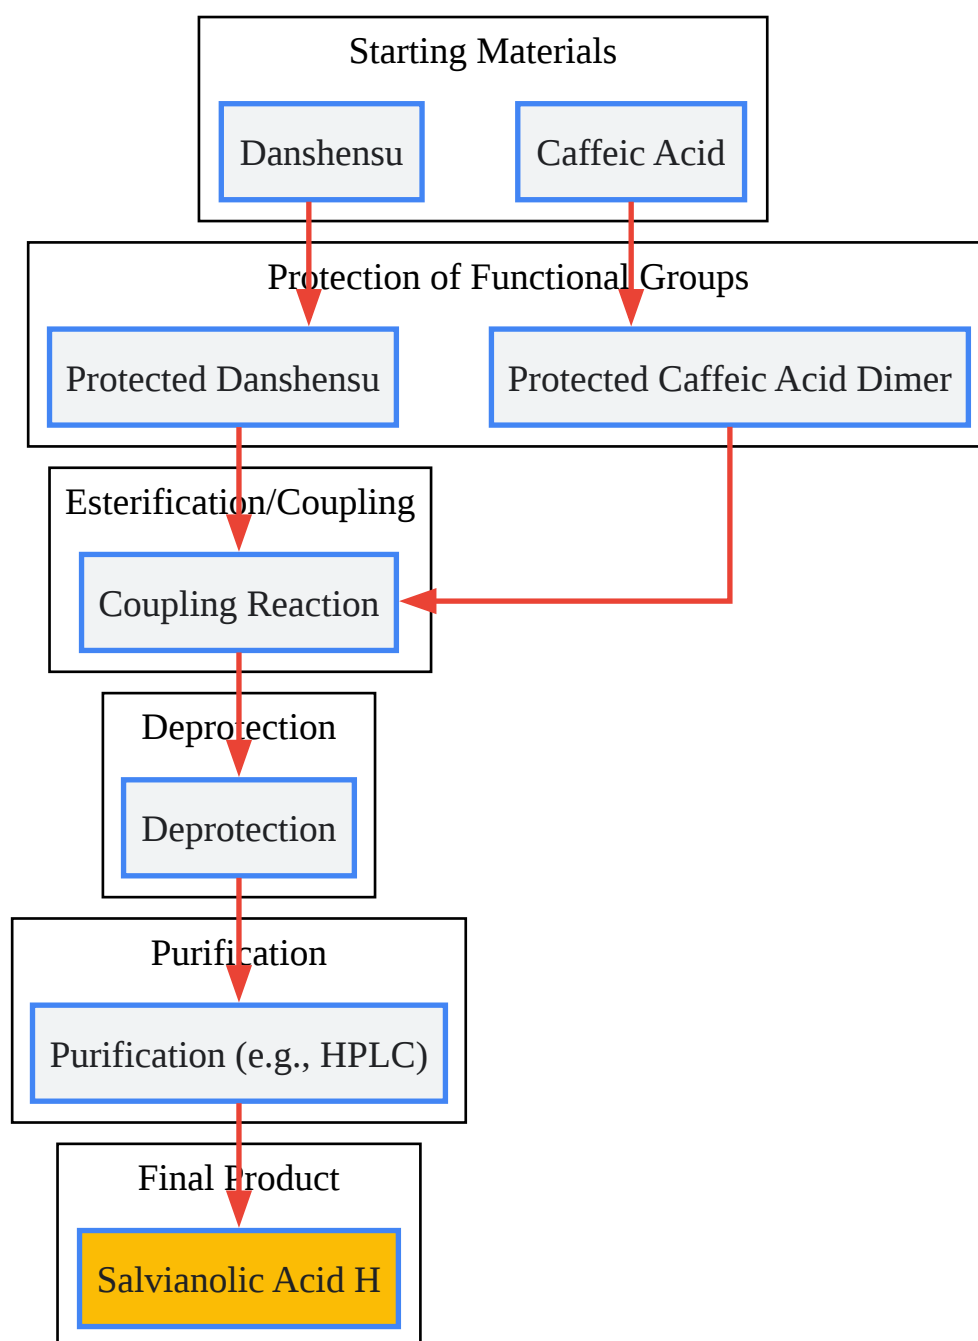 Starting Materials
Danshensu
Caffeic Acid
Protection of Functional Groups
Protected Danshensu
Protected Caffeic Acid Dimer
Esterification/Coupling
Coupling Reaction
Deprotection
Deprotection
Purification
Purification (e.g., HPLC)
Final Product
Salvianolic Acid H